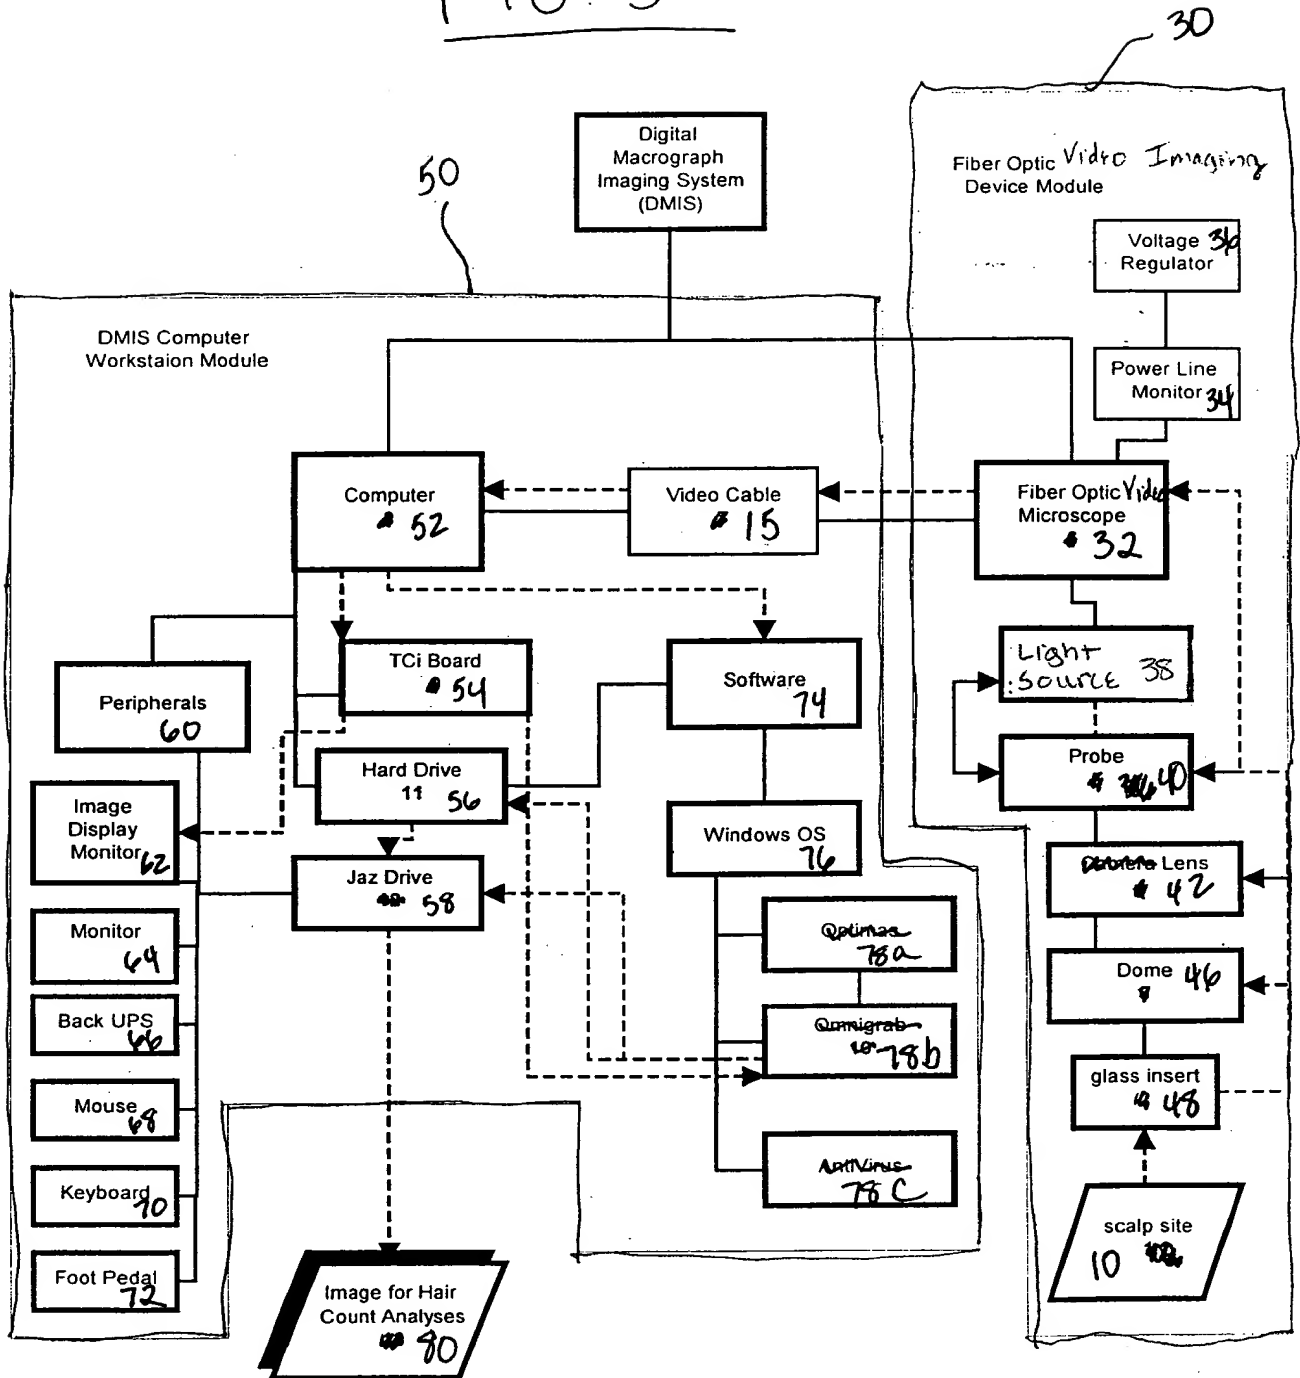 30
Digital
Macrograph
Imaging System
(DMIS)
50
Fiber Optic Video Imaging
Device Module
Voltage 36
Regulator
DMIS Computer
Workstaion Module
Power Line
Monitor 34
Computer
52
Video Cable
15
Fiber Optic Video
Microscope
32
TCi Board
54
Software
74
Light
Source 38
Peripherals
60
Hard Drive
11 56
Probe
40
Image
Display
Monitor 62
Windows OS
76
Jaz Drive
58
Lens
42
Monitor
64
Optimas
78a
Dome 46
Back UPS
66
Omnigrab
78b
glass insert
48
Mouse
68
AntiVirus
78c
Keyboard
70
scalp site
10
Foot Pedal
72
Image for Hair
Count Analyses
80